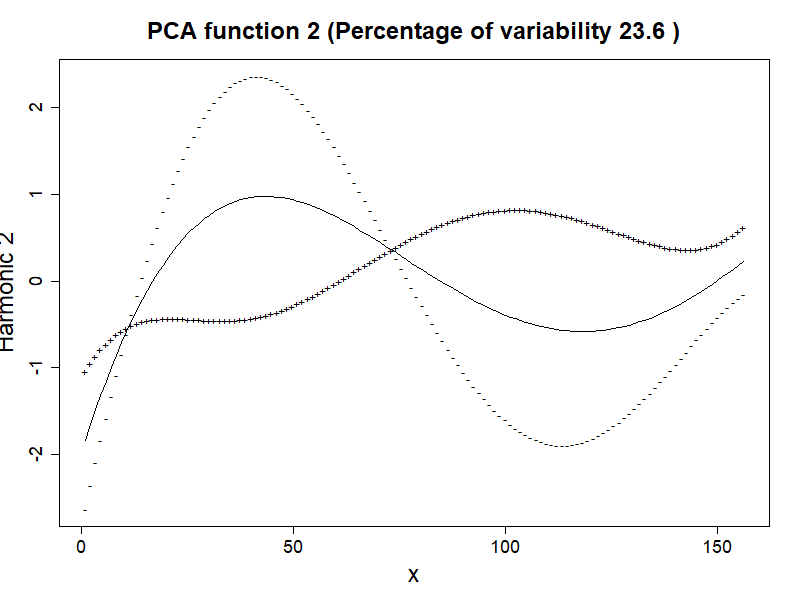 PCA function 2 (Percentage of variability 23.6 )
Harmonic 2
2
1
0
-1
-2
0 50 100 150
x